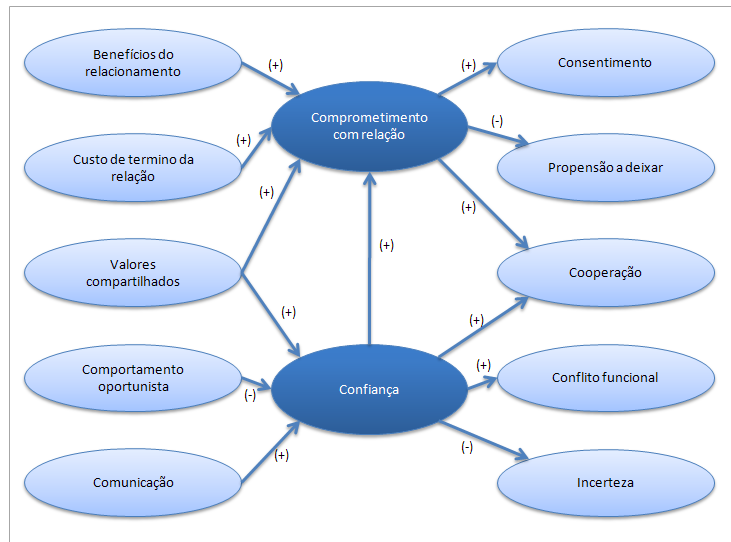 Benefícios do
relacionamento
(+)
Comprometimento
com relação
(+)
Consentimento
(-)
Propensão a deixar
Custo de termino da
relação
(+)
(+)
(+)
Valores
compartilhados
(+)
Cooperação
(+)
(+)
Comportamento
oportunista
(-)
Confiança
(+)
Conflito funcional
Comunicação
(+)
(-)
Incerteza